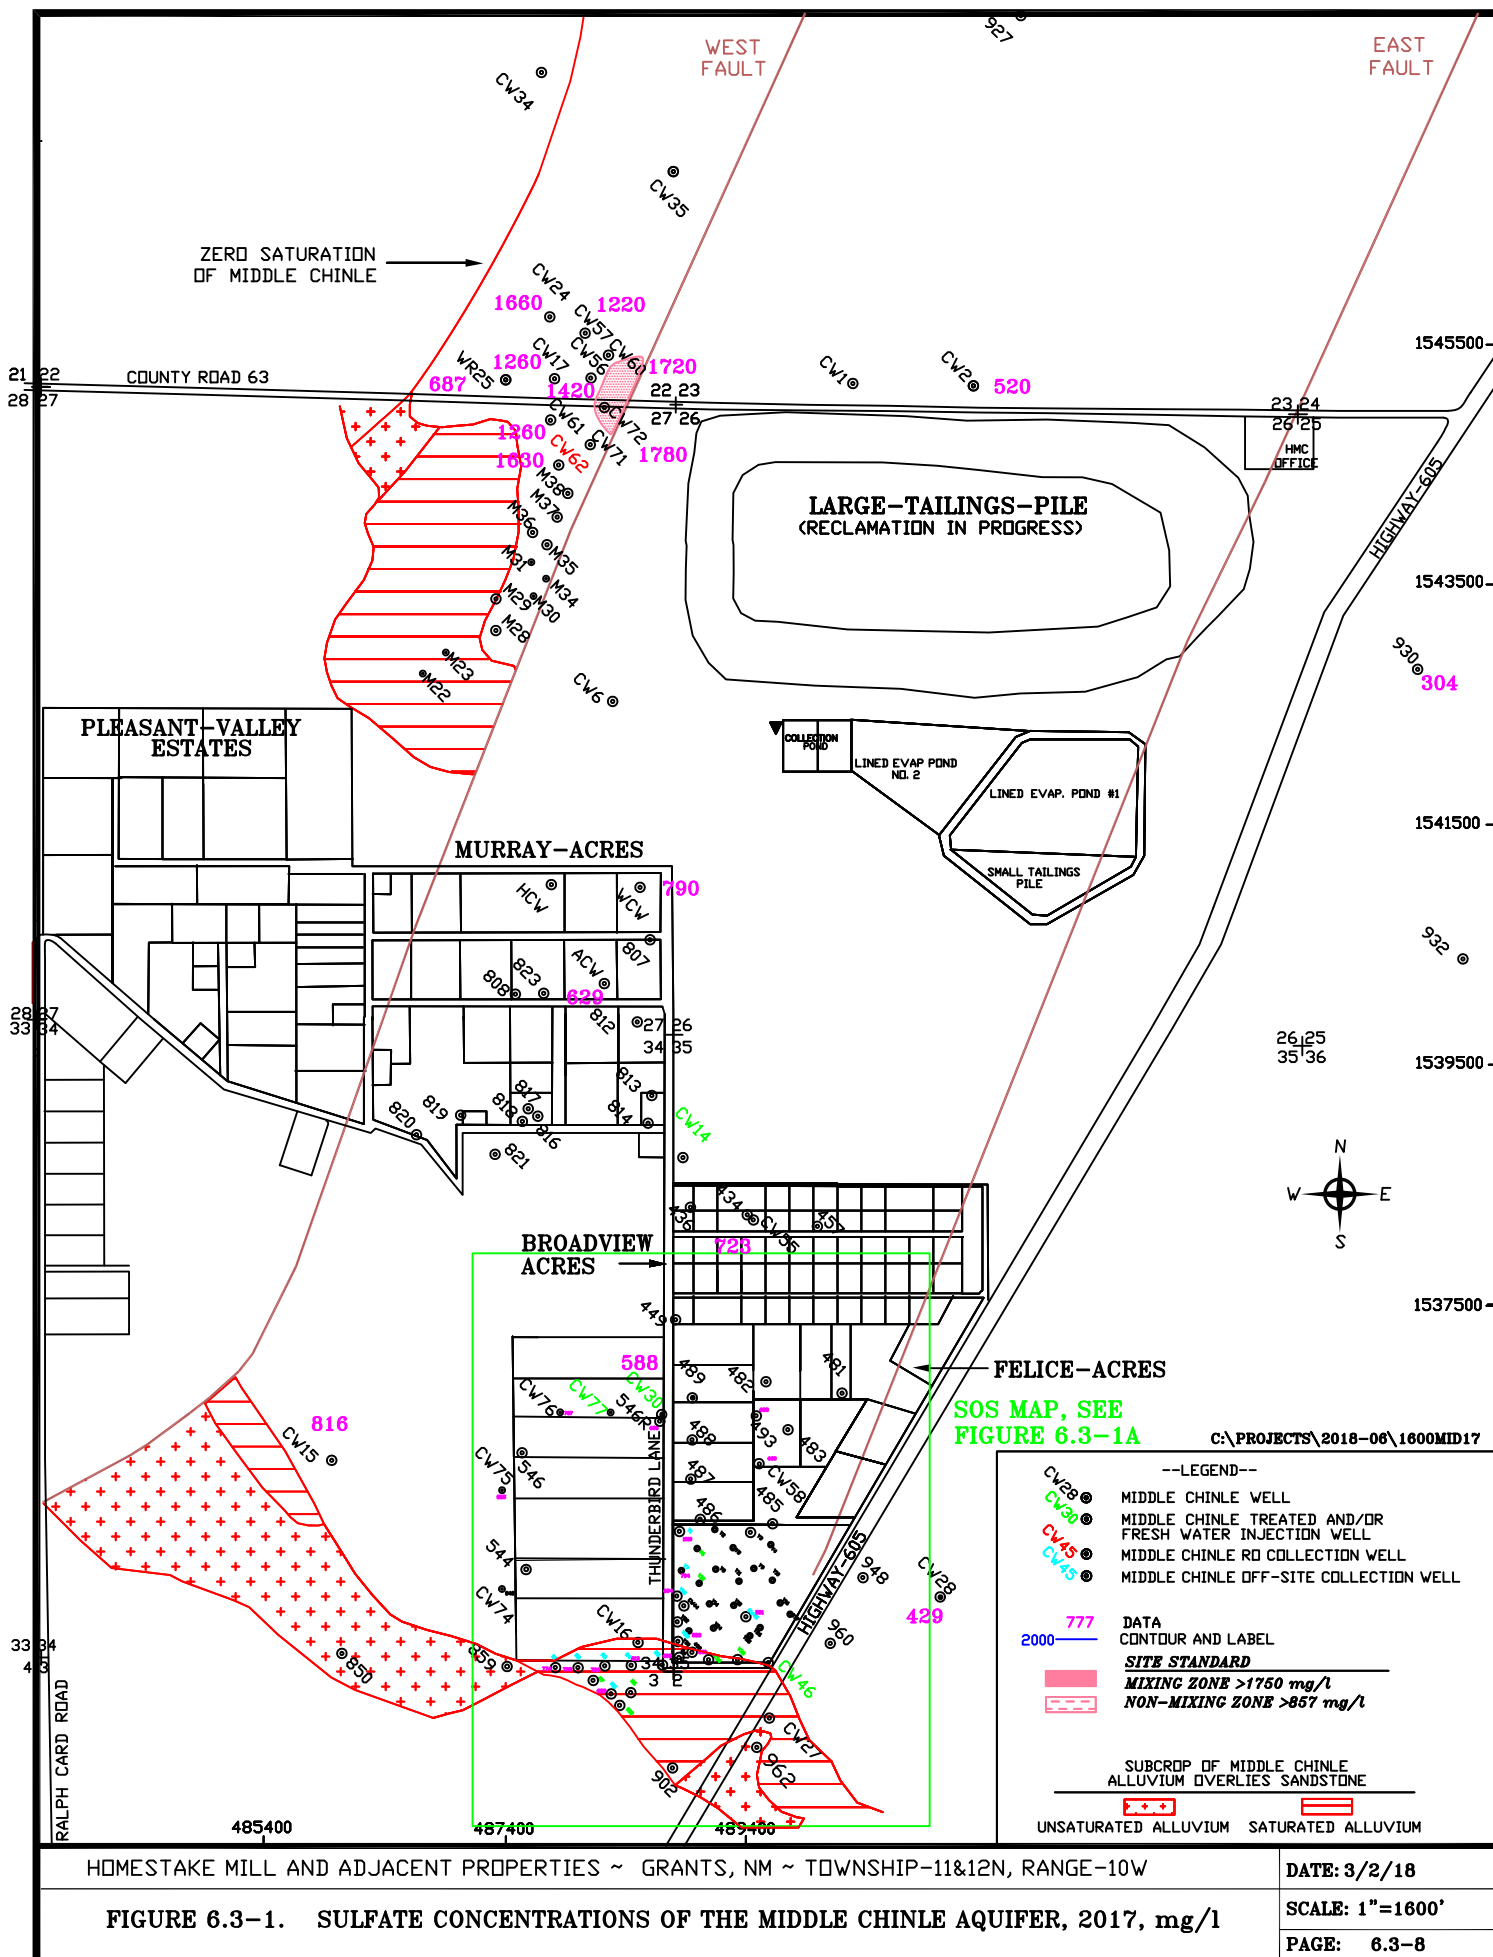 927
WEST
FAULT
EAST
FAULT
CW34
CW35
ZERO SATURATION
OF MIDDLE CHINLE
CW24
1660
1220
CW57
CW60
WR25
1260
CW17
CW56
1720
687
1420
COUNTY ROAD 63
21 22
28 27
22 23
27 26
CW1
CW2
520
23 24
26 25
1545500
CW61
CW72
1260
CW62
CW71
1780
1630
HMC
OFFICE
M38
M37
M36
M35
M31
M34
M30
M29
M28
M23
M22
CW6
LARGE-TAILINGS-PILE
(RECLAMATION IN PROGRESS)
HIGHWAY-605
1543500
930
304
PLEASANT-VALLEY
ESTATES
COLLECTION
POND
LINED EVAP POND
NO. 2
LINED EVAP. POND #1
SMALL TAILINGS
PILE
1541500
MURRAY-ACRES
HCW
WCW
790
807
808
823
ACW
629
812
932
28 27
33 34
27 26
34 35
26 25
35 36
1539500
813
814
817
818
816
819
820
821
CW14
N
W E
S
436
434
CW55
457
723
BROADVIEW
ACRES
449
1537500
588
489
482
481
FELICE-ACRES
CW76
CW77
CW30
546R
488
493
483
SOS MAP, SEE
FIGURE 6.3-1A
816
CW15
CW75
546
487
CW58
486
485
THUNDERBIRD LANE
544
CW74
CW16
HIGHWAY-605
948
CW28
429
960
33 34
4 3
850
859
3 2
CW46
CW27
962
902
RALPH CARD ROAD
485400
487400
489400
C:\PROJECTS\2018-06\1600MID17
--LEGEND--
CW28 MIDDLE CHINLE WELL
CW30 MIDDLE CHINLE TREATED AND/OR
FRESH WATER INJECTION WELL
CW45 MIDDLE CHINLE RO COLLECTION WELL
CW45 MIDDLE CHINLE OFF-SITE COLLECTION WELL
777 DATA
2000 CONTOUR AND LABEL
SITE STANDARD
MIXING ZONE >1750 mg/l
NON-MIXING ZONE >857 mg/l
SUBCROP OF MIDDLE CHINLE
ALLUVIUM OVERLIES SANDSTONE
UNSATURATED ALLUVIUM SATURATED ALLUVIUM
HOMESTAKE MILL AND ADJACENT PROPERTIES ~ GRANTS, NM ~ TOWNSHIP-11&12N, RANGE-10W
DATE: 3/2/18
FIGURE 6.3-1. SULFATE CONCENTRATIONS OF THE MIDDLE CHINLE AQUIFER, 2017, mg/l
SCALE: 1"=1600'
PAGE: 6.3-8